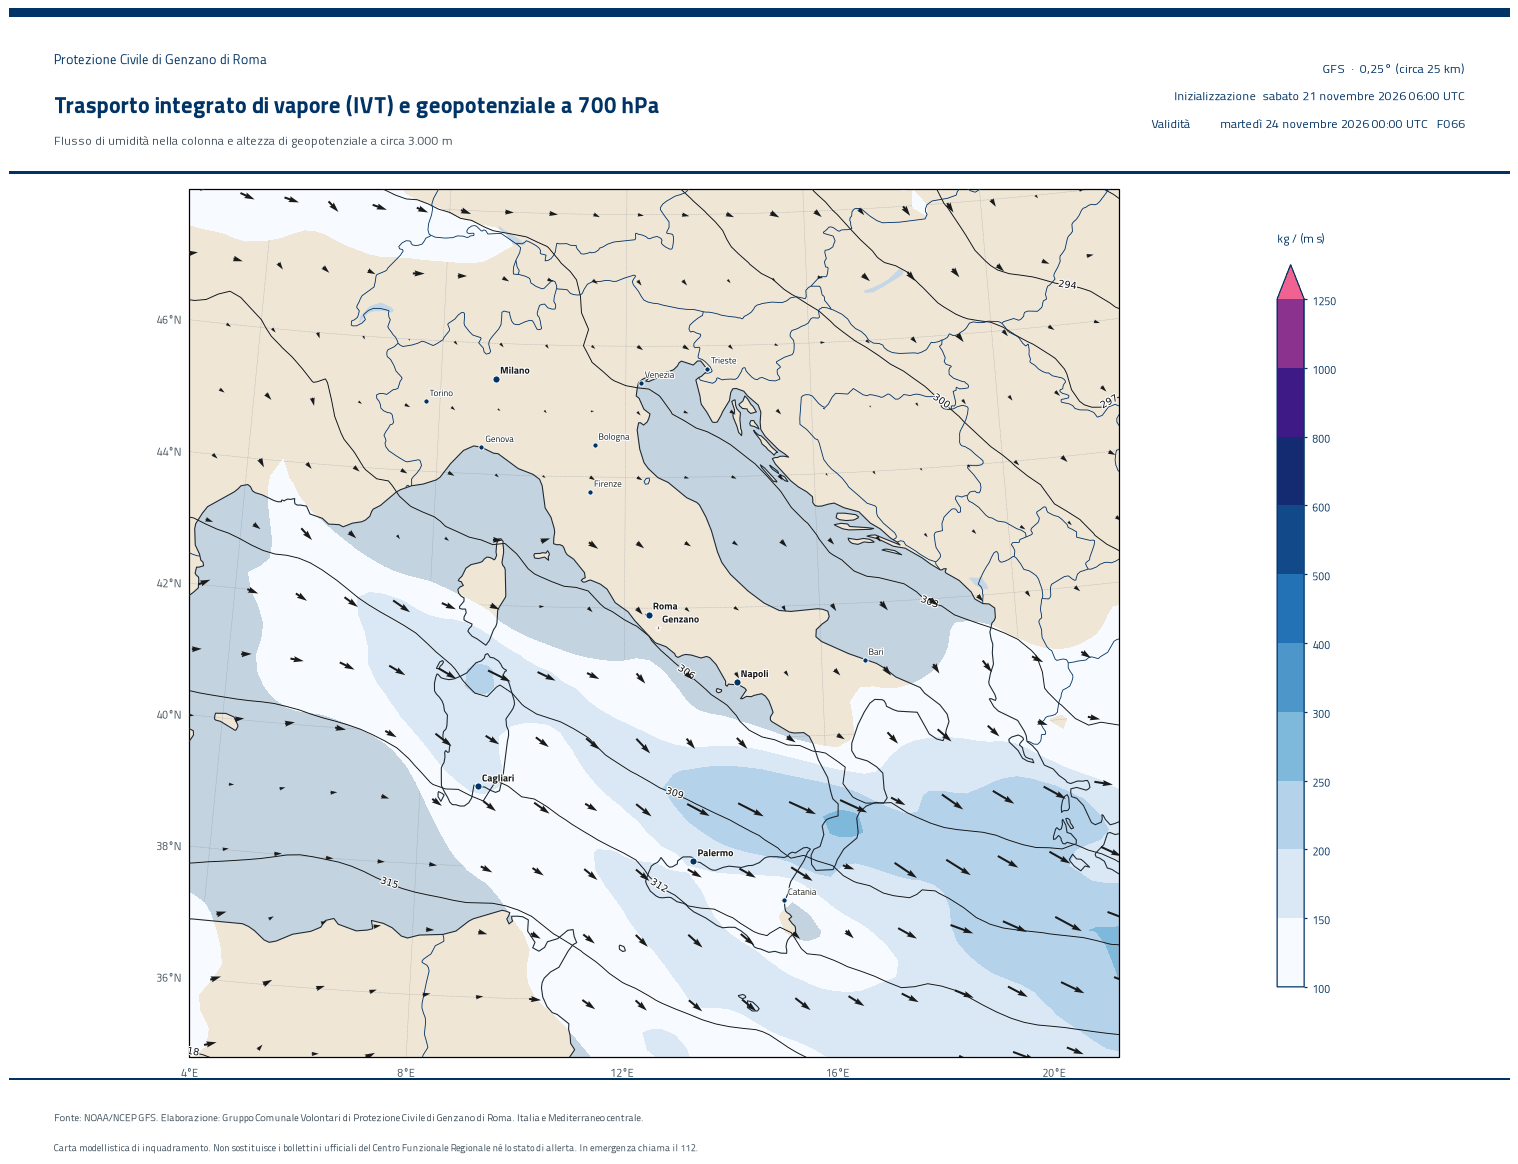 Protezione Civile di Genzano di Roma
Trasporto integrato di vapore (IVT) e geopotenziale a 700 hPa
Flusso di umidità nella colonna e altezza di geopotenziale a circa 3.000 m
GFS · 0,25° (circa 25 km)
Inizializzazione sabato 21 novembre 2026 06:00 UTC
Validità martedì 24 novembre 2026 00:00 UTC F066
kg / (m s)
1250
1000
800
600
500
400
300
250
200
150
100
46°N
44°N
42°N
40°N
38°N
36°N
4°E
8°E
12°E
16°E
20°E
294
297
300
303
306
309
312
315
18
Trieste
Venezia
Milano
Torino
Genova
Bologna
Firenze
Roma
Genzano
Napoli
Bari
Cagliari
Palermo
Catania
Fonte: NOAA/NCEP GFS. Elaborazione: Gruppo Comunale Volontari di Protezione Civile di Genzano di Roma. Italia e Mediterraneo centrale.
Carta modellistica di inquadramento. Non sostituisce i bollettini ufficiali del Centro Funzionale Regionale né lo stato di allerta. In emergenza chiama il 112.